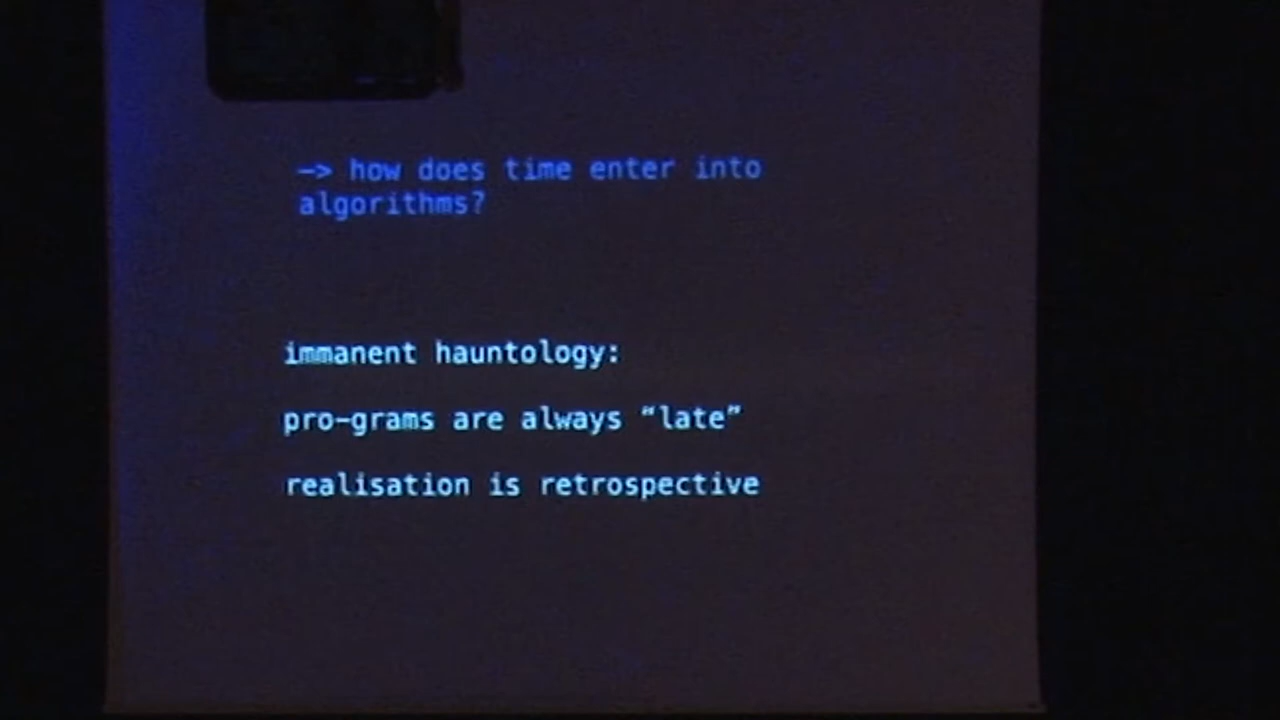 —> how does time enter into
algorithms?
immanent hauntology:
pro-grams are always “late”
realisation is retrospective